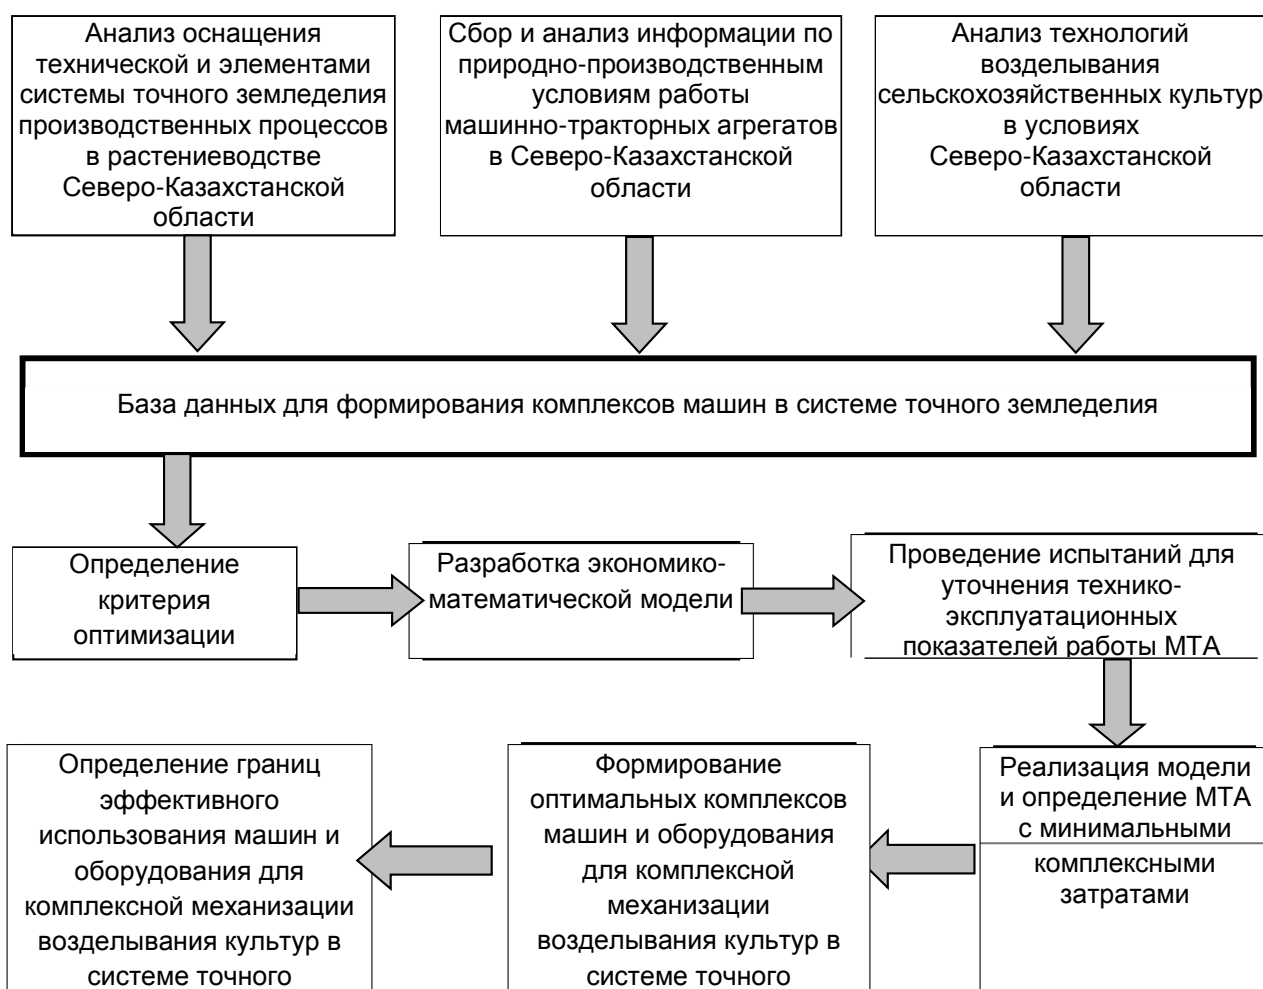 Анализ оснащения
технической и элементами
системы точного земледелия
производственных процессов
в растениеводстве
Северо-Казахстанской
области
Сбор и анализ информации по
природно-производственным
условиям работы
машинно-тракторных агрегатов
в Северо-Казахстанской
области
Анализ технологий
возделывания
сельскохозяйственных культур
в условиях
Северо-Казахстанской
области
База данных для формирования комплексов машин в системе точного земледелия
Определение
критерия
оптимизации
Разработка экономико-
математической модели
Проведение испытаний для
уточнения технико-
эксплуатационных
показателей работы МТА
Реализация модели
и определение МТА
с минимальными
комплексными
затратами
Формирование
оптимальных комплексов
машин и оборудования
для комплексной
механизации
возделывания культур в
системе точного
Определение границ
эффективного
использования машин и
оборудования для
комплексной механизации
возделывания культур в
системе точного